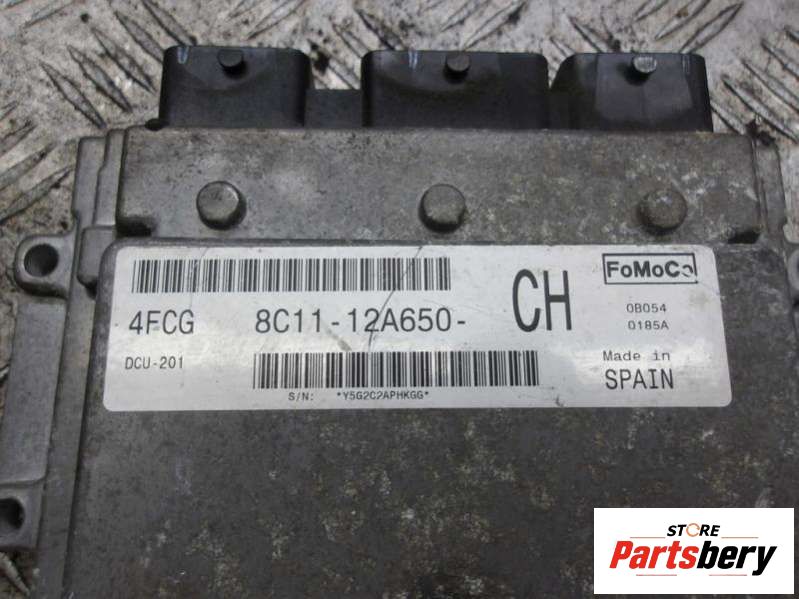 4FCG 8C11-12A650- CH
FoMoCo
0B054
0185A
DCU-201
Made in
SPAIN
S/N: *Y5G2C2APHKGG*
STORE
Partsbery